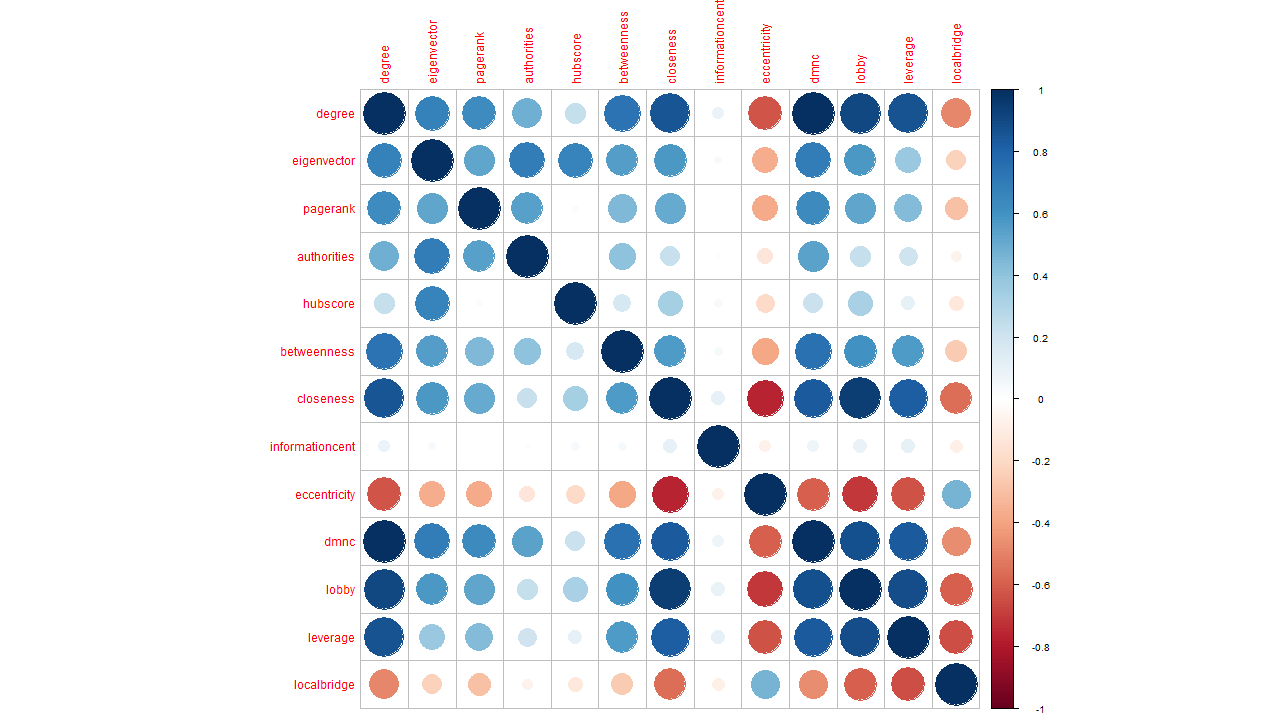 degree
eigenvector
pagerank
authorities
hubscore
betweenness
closeness
informationcent
eccentricity
dmnc
lobby
leverage
localbridge
degree
eigenvector
pagerank
authorities
hubscore
betweenness
closeness
informationcent
eccentricity
dmnc
lobby
leverage
localbridge
1
0.8
0.6
0.4
0.2
0
-0.2
-0.4
-0.6
-0.8
-1